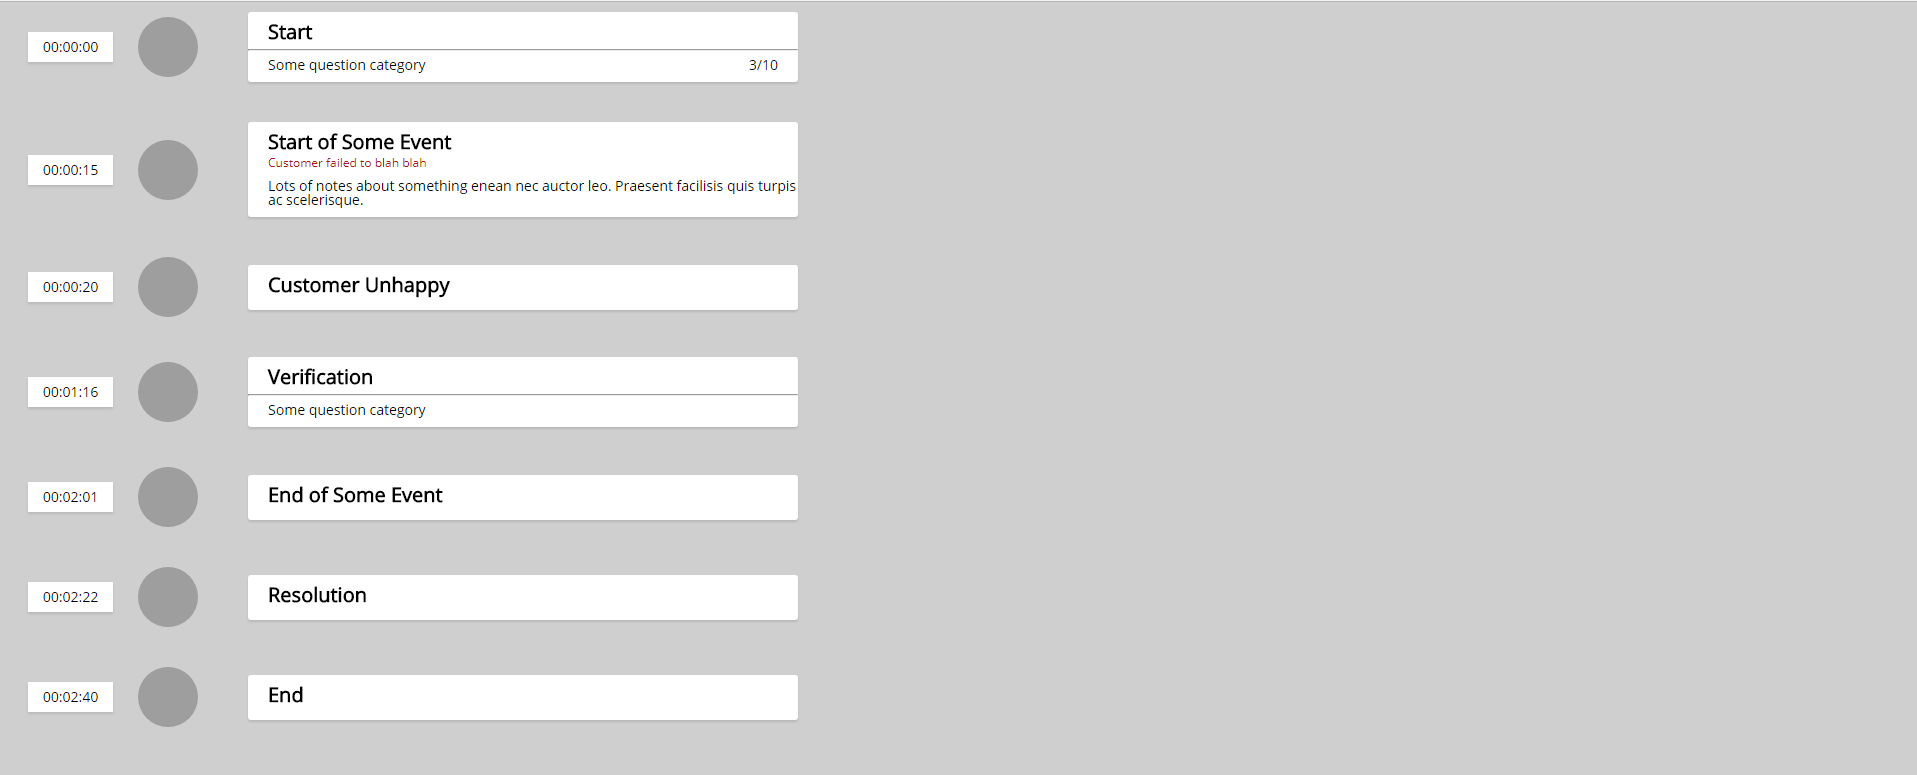 00:00:00
Start
Some question category 3/10
00:00:15
Start of Some Event
Customer failed to blah blah
Lots of notes about something enean nec auctor leo. Praesent facilisis quis turpis
ac scelerisque.
00:00:20
Customer Unhappy
00:01:16
Verification
Some question category
00:02:01
End of Some Event
00:02:22
Resolution
00:02:40
End